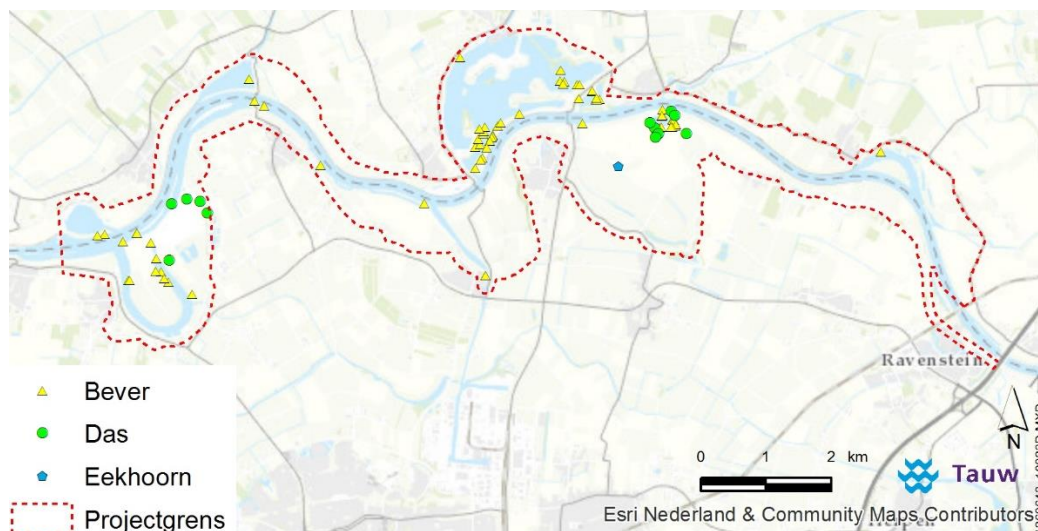 Ravenstein
Bever
Das
Eekhoorn
Projectgrens
0 1 2 km
N
Tauw
Esri Nederland & Community Maps Contributors